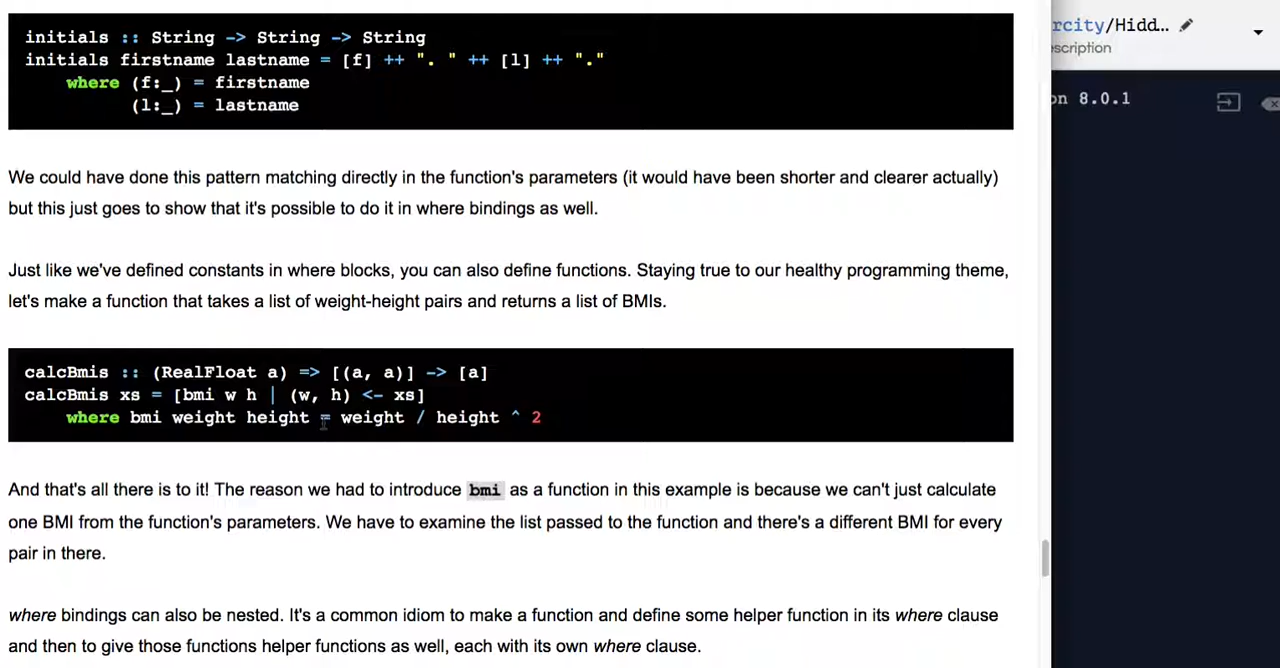 initials :: String -> String -> String
initials firstname lastname = [f] ++ ". " ++ [l] ++ "."
where (f:_) = firstname
(l:_) = lastname
We could have done this pattern matching directly in the function's parameters (it would have been shorter and clearer actually)
but this just goes to show that it's possible to do it in where bindings as well.
Just like we've defined constants in where blocks, you can also define functions. Staying true to our healthy programming theme,
let's make a function that takes a list of weight-height pairs and returns a list of BMIs.
calcBmis :: (RealFloat a) => [(a, a)] -> [a]
calcBmis xs = [bmi w h | (w, h) <- xs]
where bmi weight height = weight / height ^ 2
And that's all there is to it! The reason we had to introduce bmi as a function in this example is because we can't just calculate
one BMI from the function's parameters. We have to examine the list passed to the function and there's a different BMI for every
pair in there.
where bindings can also be nested. It's a common idiom to make a function and define some helper function in its where clause
and then to give those functions helper functions as well, each with its own where clause.
rcity/Hidd...
scription
on 8.0.1